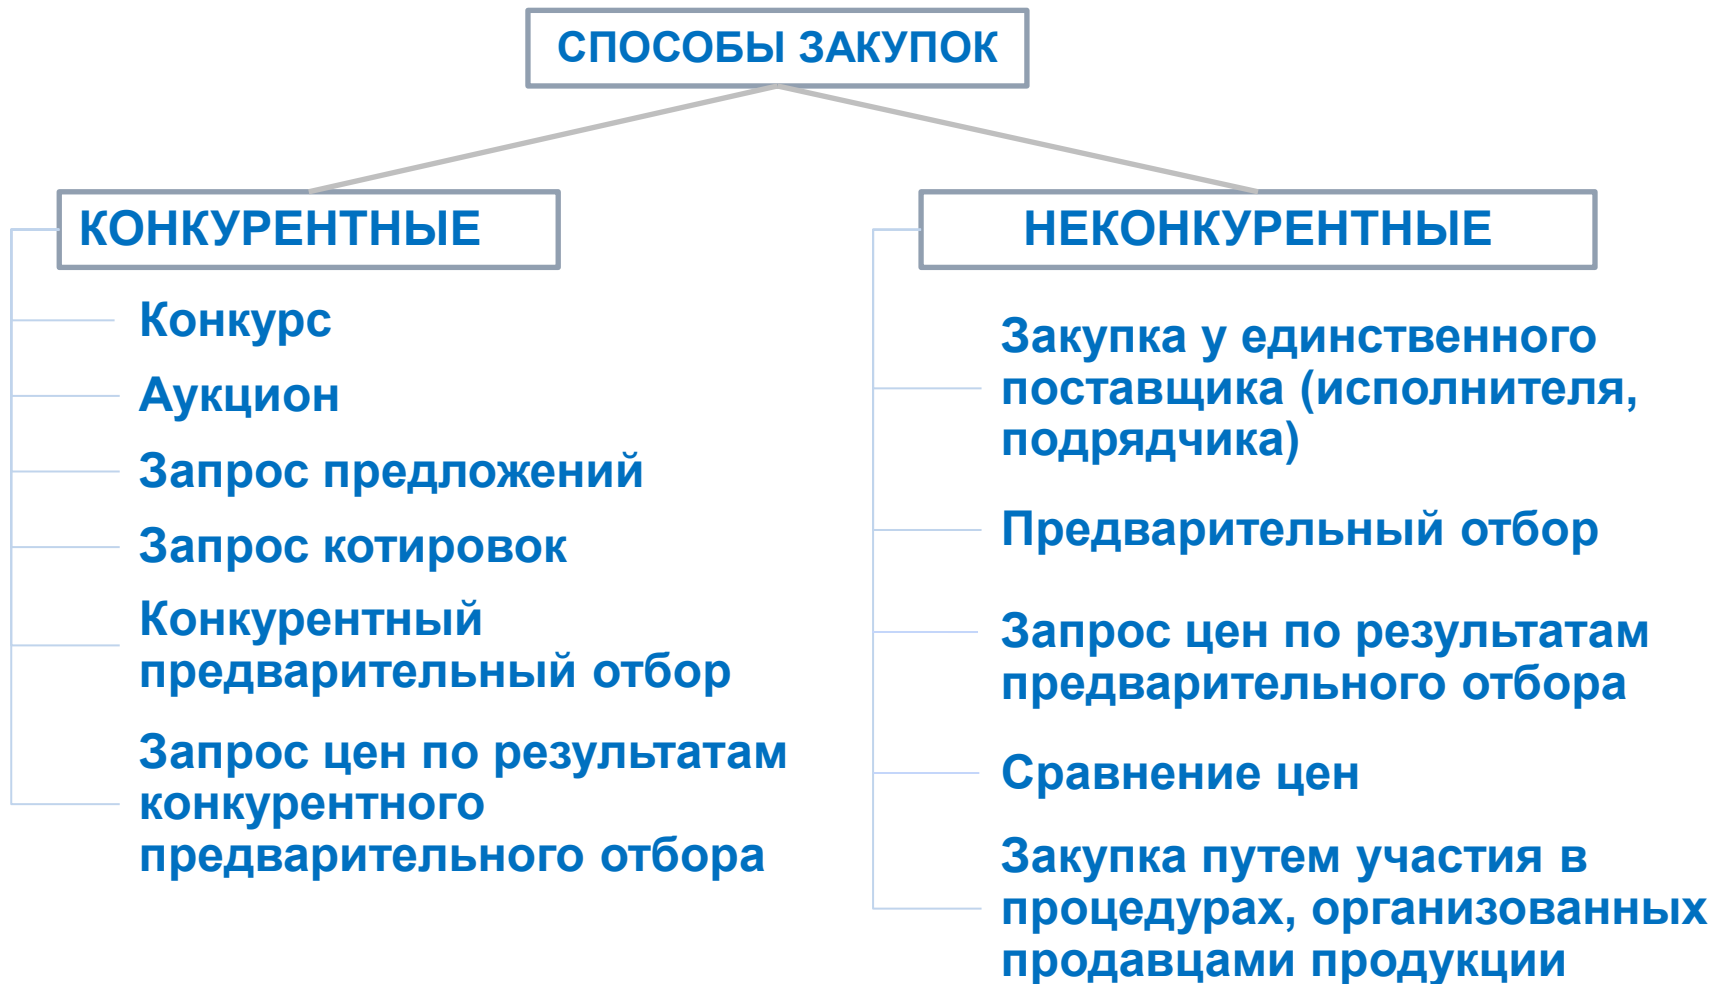 СПОСОБЫ ЗАКУПОК
КОНКУРЕНТНЫЕ
Конкурс
Аукцион
Запрос предложений
Запрос котировок
Конкурентный
предварительный отбор
Запрос цен по результатам
конкурентного
предварительного отбора
НЕКОНКУРЕНТНЫЕ
Закупка у единственного
поставщика (исполнителя,
подрядчика)
Предварительный отбор
Запрос цен по результатам
предварительного отбора
Сравнение цен
Закупка путем участия в
процедурах, организованных
продавцами продукции